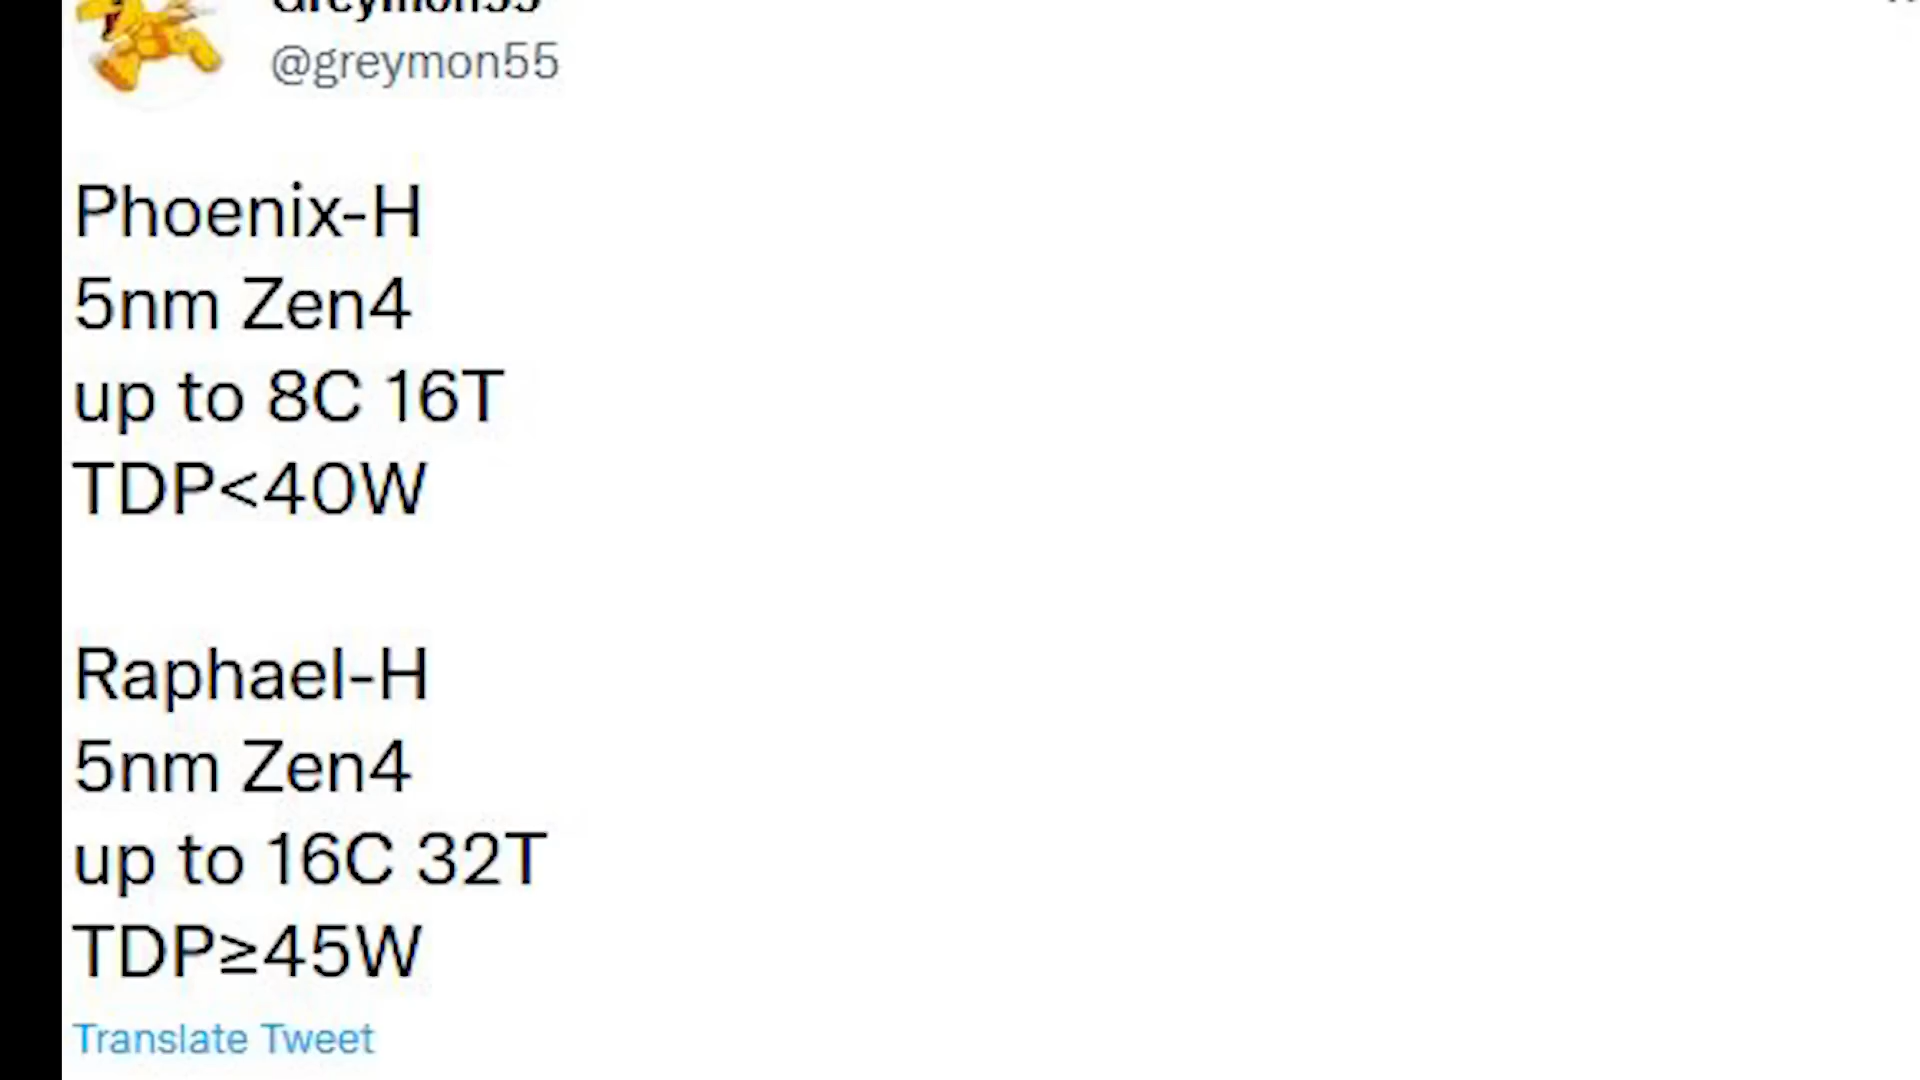 Greymon55
@greymon55
Phoenix-H
5nm Zen4
up to 8C 16T
TDP<40W
Raphael-H
5nm Zen4
up to 16C 32T
TDP≥45W
Translate Tweet